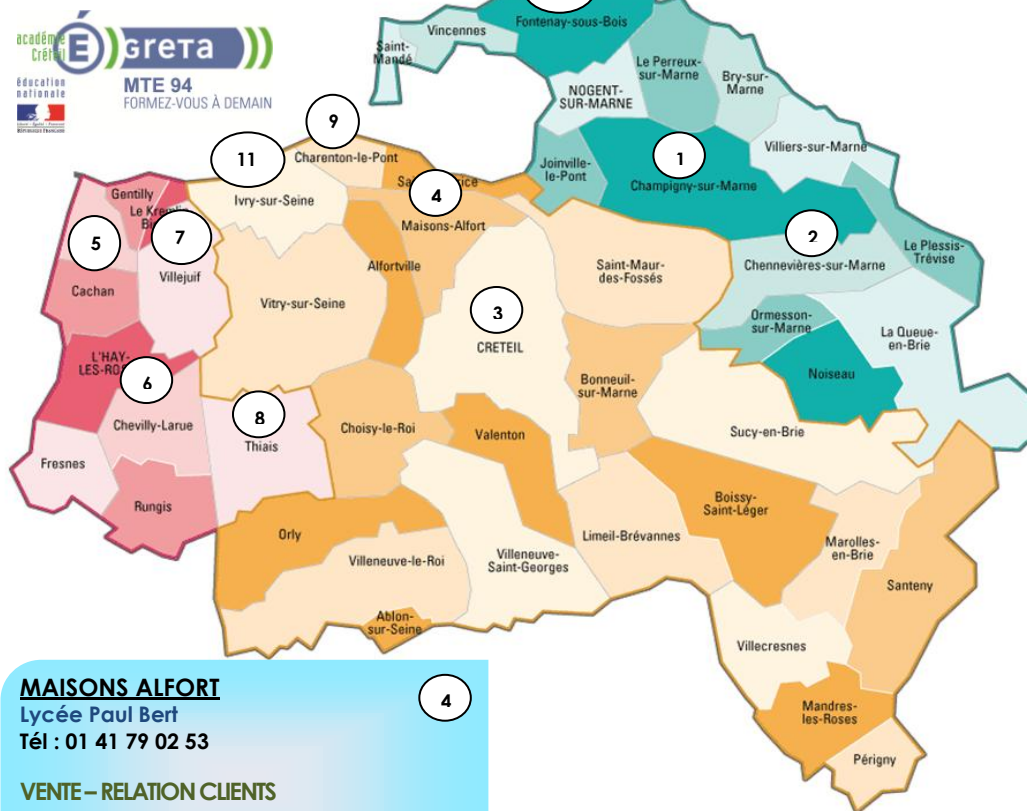 académie
Créteil
É
GRETA
éducation
nationale
MTE 94
FORMEZ-VOUS À DEMAIN
Fontenay-sous-Bois
Vincennes
Saint-
Mandé
Le Perreux-
sur-Marne
Bry-sur-
Marne
NOGENT-
SUR-MARNE
9
11
Charenton-le-Pont
1
Villiers-sur-Marne
Joinville-
le-Pont
Champigny-sur-Marne
4
Gentilly
Ivry-sur-Seine
Maisons-Alfort
5
7
2
Le Plessis-
Trévise
Chennevières-sur-Marne
Villejuif
Alfortville
Saint-Maur-
des-Fossés
Cachan
Vitry-sur-Seine
3
CRETEIL
Ormesson-
sur-Marne
La Queue-
en-Brie
L'HAY-
6
Noiseau
Bonneuil-
sur-Marne
8
Chevilly-Larue
Thiais
Choisy-le-Roi
Valenton
Sucy-en-Brie
Fresnes
Rungis
Boissy-
Saint-Léger
Orly
Limeil-Brévannes
Marolles-
en-Brie
Villeneuve-le-Roi
Villeneuve-
Saint-Georges
Santeny
Ablon-
sur-Seine
Villecresnes
Mandres-
les-Roses
Périgny
MAISONS ALFORT
4
Lycée Paul Bert
Tél : 01 41 79 02 53
VENTE – RELATION CLIENTS